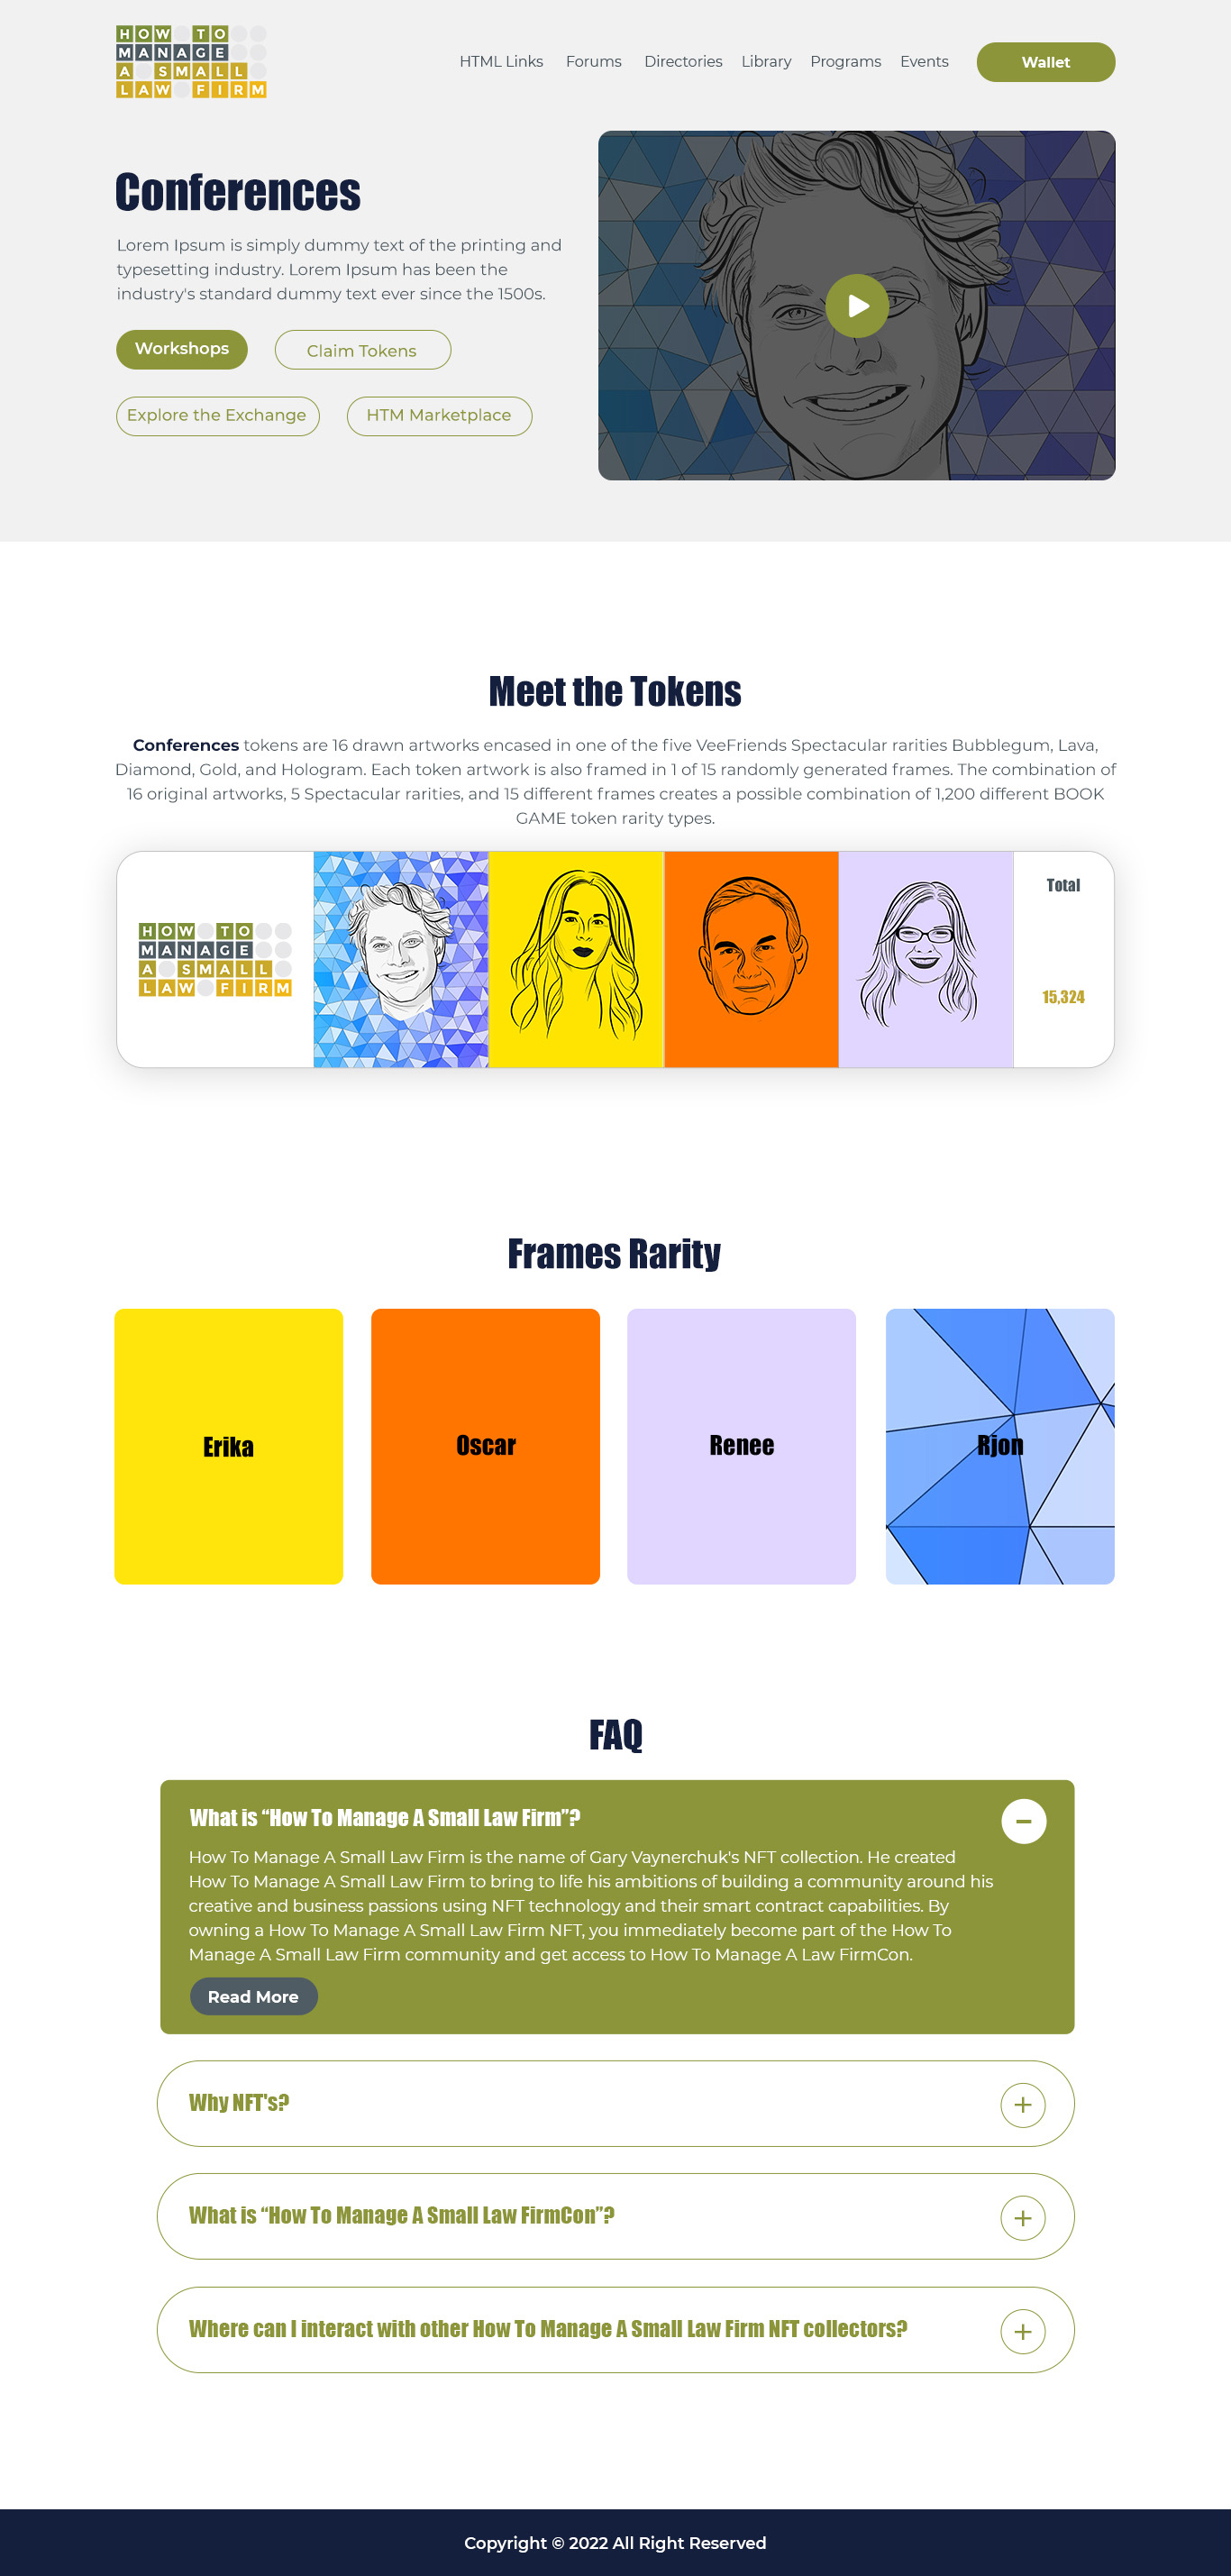 HOW TO
MANAGE
A SMALL
LAW FIRM
HTML Links Forums Directories Library Programs Events Wallet
Conferences
Lorem Ipsum is simply dummy text of the printing and
typesetting industry. Lorem Ipsum has been the
industry's standard dummy text ever since the 1500s.
Workshops Claim Tokens
Explore the Exchange HTM Marketplace
Meet the Tokens
Conferences tokens are 16 drawn artworks encased in one of the five VeeFriends Spectacular rarities Bubblegum, Lava,
Diamond, Gold, and Hologram. Each token artwork is also framed in 1 of 15 randomly generated frames. The combination of
16 original artworks, 5 Spectacular rarities, and 15 different frames creates a possible combination of 1,200 different BOOK
GAME token rarity types.
HOW TO
MANAGE
A SMALL
LAW FIRM
Total
15,324
Frames Rarity
Erika Oscar Renee Rjon
FAQ
What is “How To Manage A Small Law Firm”?
How To Manage A Small Law Firm is the name of Gary Vaynerchuk's NFT collection. He created
How To Manage A Small Law Firm to bring to life his ambitions of building a community around his
creative and business passions using NFT technology and their smart contract capabilities. By
owning a How To Manage A Small Law Firm NFT, you immediately become part of the How To
Manage A Small Law Firm community and get access to How To Manage A Law FirmCon.
Read More
Why NFT's?
What is “How To Manage A Small Law FirmCon”?
Where can I interact with other How To Manage A Small Law Firm NFT collectors?
Copyright © 2022 All Right Reserved